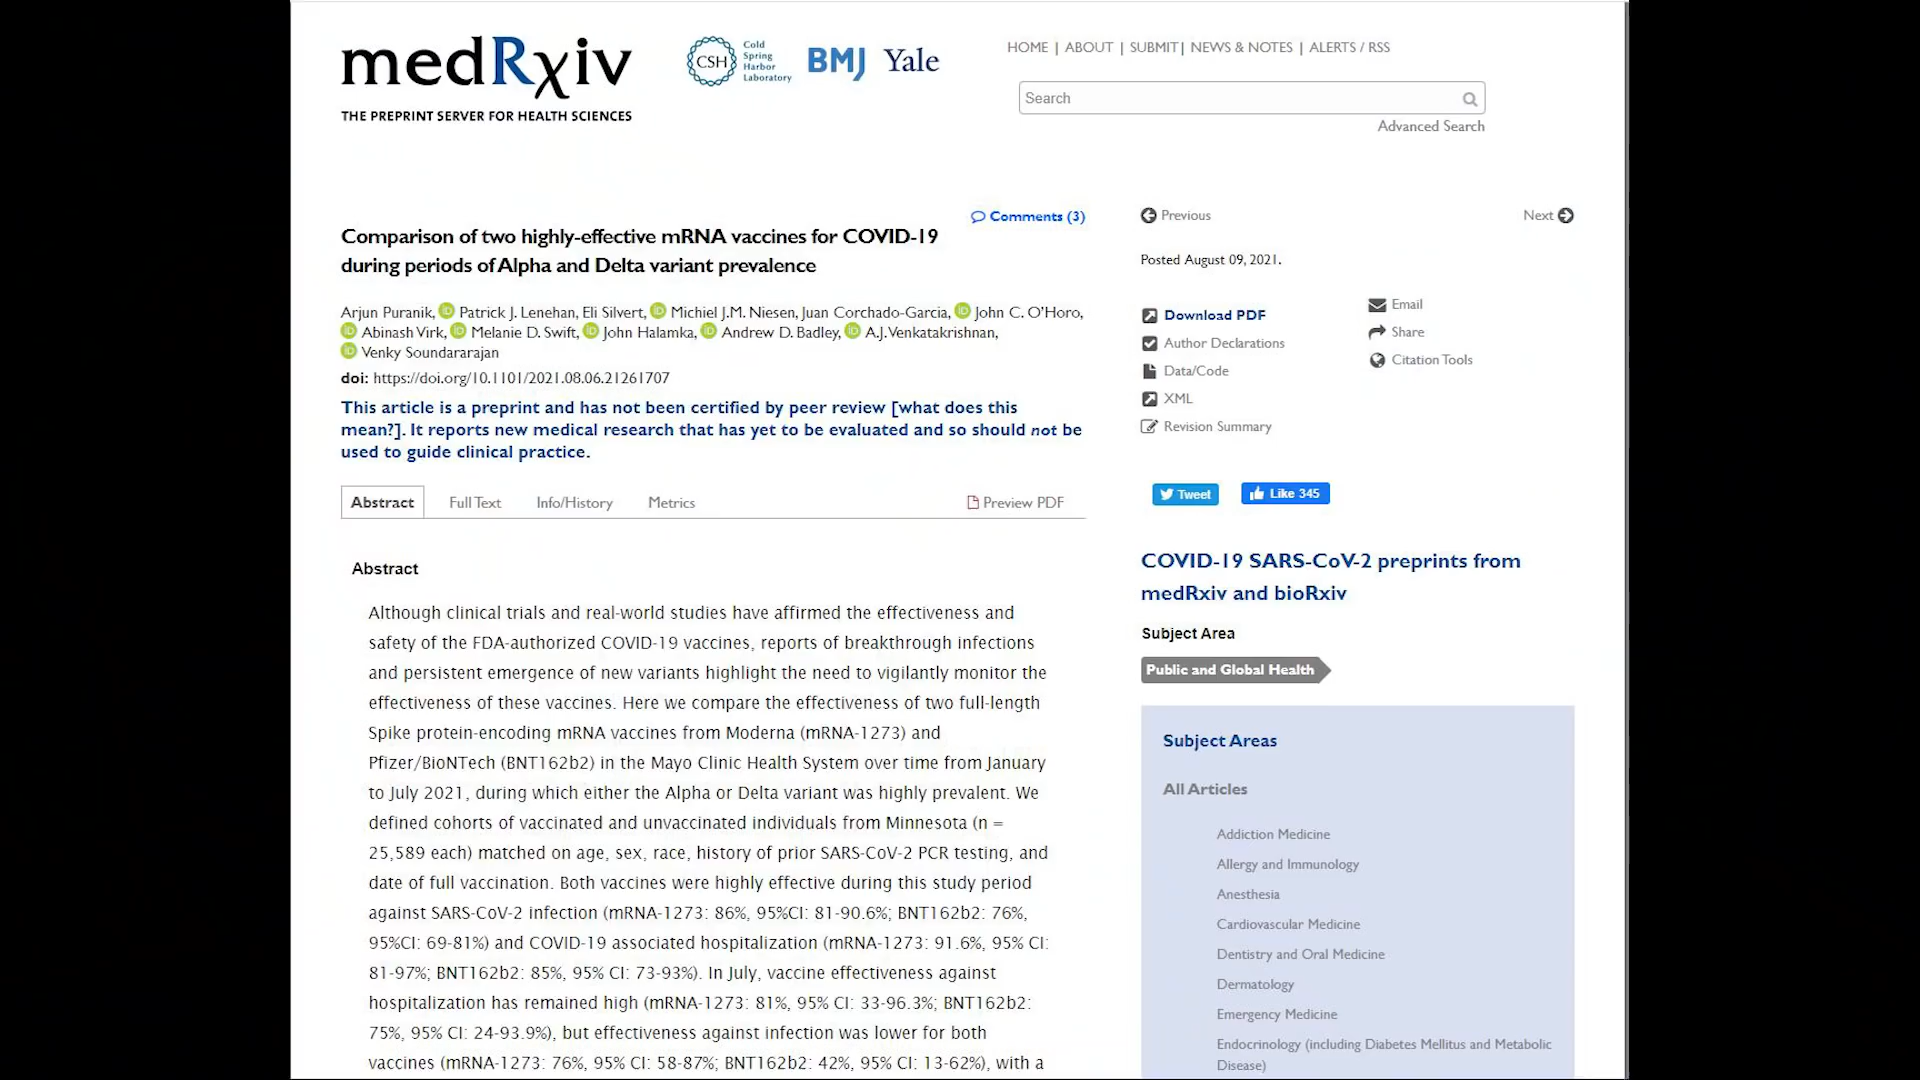 medRxiv
THE PREPRINT SERVER FOR HEALTH SCIENCES
CSH
Cold
Spring
Harbor
Laboratory
BMJ
Yale
HOME | ABOUT | SUBMIT | NEWS & NOTES | ALERTS / RSS
Search
Advanced Search
Comments (3)
Comparison of two highly-effective mRNA vaccines for COVID-19
during periods of Alpha and Delta variant prevalence
Arjun Puranik, iD Patrick J. Lenehan, Eli Silvert, iD Michiel J.M. Niesen, Juan Corchado-Garcia, iD John C. O'Horo,
iD Abinash Virk, iD Melanie D. Swift, iD John Halamka, iD Andrew D. Badley, iD A.J. Venkatakrishnan,
iD Venky Soundararajan
doi: https://doi.org/10.1101/2021.08.06.21261707
This article is a preprint and has not been certified by peer review [what does this
mean?]. It reports new medical research that has yet to be evaluated and so should not be
used to guide clinical practice.
Abstract Full Text Info/History Metrics Preview PDF
Abstract
Although clinical trials and real-world studies have affirmed the effectiveness and
safety of the FDA-authorized COVID-19 vaccines, reports of breakthrough infections
and persistent emergence of new variants highlight the need to vigilantly monitor the
effectiveness of these vaccines. Here we compare the effectiveness of two full-length
Spike protein-encoding mRNA vaccines from Moderna (mRNA-1273) and
Pfizer/BioNTech (BNT162b2) in the Mayo Clinic Health System over time from January
to July 2021, during which either the Alpha or Delta variant was highly prevalent. We
defined cohorts of vaccinated and unvaccinated individuals from Minnesota (n =
25,589 each) matched on age, sex, race, history of prior SARS-CoV-2 PCR testing, and
date of full vaccination. Both vaccines were highly effective during this study period
against SARS-CoV-2 infection (mRNA-1273: 86%, 95%CI: 81-90.6%; BNT162b2: 76%,
95%CI: 69-81%) and COVID-19 associated hospitalization (mRNA-1273: 91.6%, 95% CI:
81-97%; BNT162b2: 85%, 95% CI: 73-93%). In July, vaccine effectiveness against
hospitalization has remained high (mRNA-1273: 81%, 95% CI: 33-96.3%; BNT162b2:
75%, 95% CI: 24-93.9%), but effectiveness against infection was lower for both
vaccines (mRNA-1273: 76%, 95% CI: 58-87%; BNT162b2: 42%, 95% CI: 13-62%), with a
Previous Next
Posted August 09, 2021.
Download PDF
Author Declarations
Data/Code
XML
Revision Summary
Email
Share
Citation Tools
Tweet
Like 345
COVID-19 SARS-CoV-2 preprints from
medRxiv and bioRxiv
Subject Area
Public and Global Health
Subject Areas
All Articles
Addiction Medicine
Allergy and Immunology
Anesthesia
Cardiovascular Medicine
Dentistry and Oral Medicine
Dermatology
Emergency Medicine
Endocrinology (including Diabetes Mellitus and Metabolic
Disease)